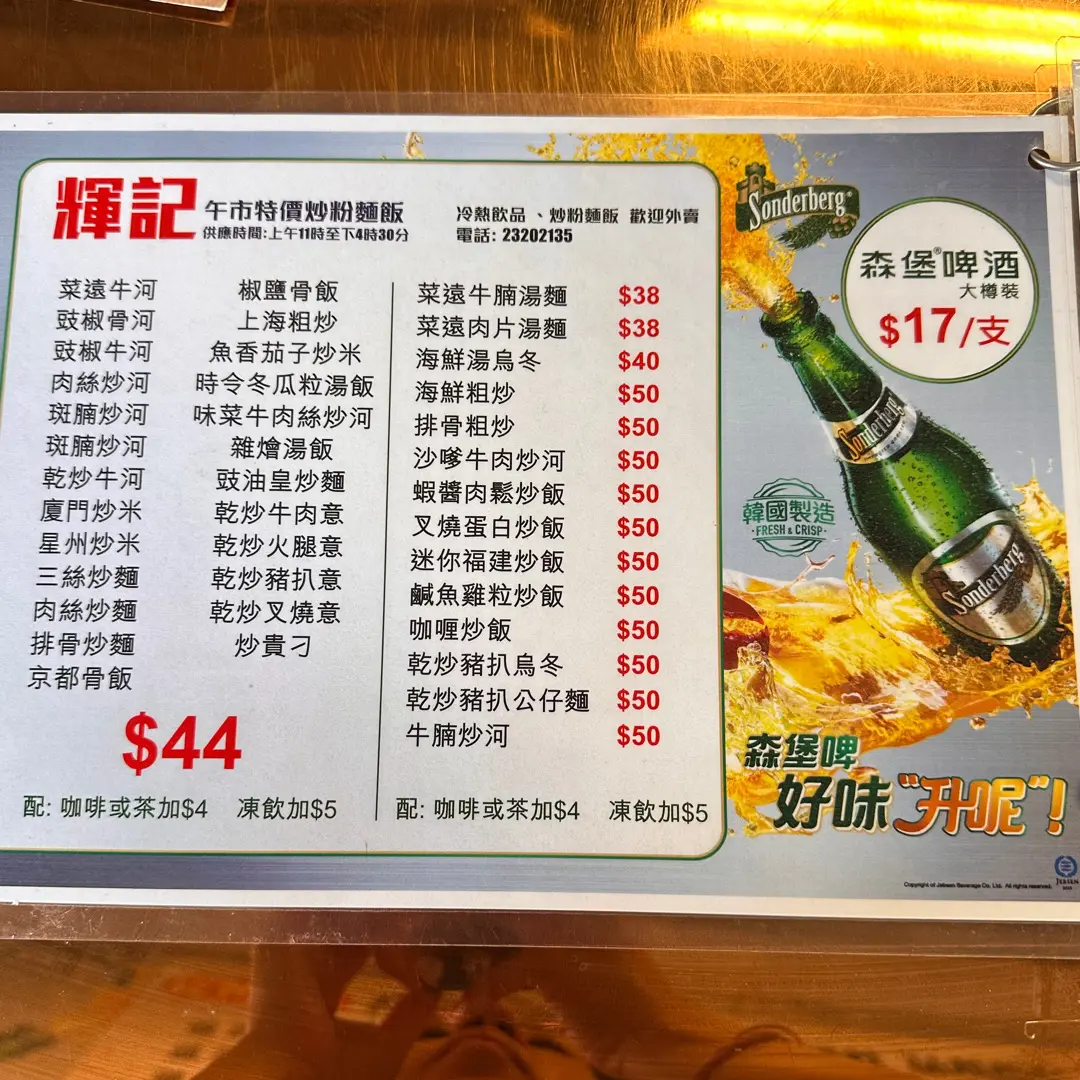 輝記
午市特價炒粉麵飯
供應時間:上午11時至下4時30分
冷熱飲品、炒粉麵飯 歡迎外賣
電話: 23202135
菜遠牛河
豉椒骨河
豉椒牛河
肉絲炒河
斑腩炒河
斑腩炒河
乾炒牛河
廈門炒米
星州炒米
三絲炒麵
肉絲炒麵
排骨炒麵
京都骨飯
椒鹽骨飯
上海粗炒
魚香茄子炒米
時令冬瓜粒湯飯
味菜牛肉絲炒河
雜燴湯飯
豉油皇炒麵
乾炒牛肉意
乾炒火腿意
乾炒豬扒意
乾炒叉燒意
炒貴刁
$44
配: 咖啡或茶加$4 凍飲加$5
菜遠牛腩湯麵 $38
菜遠肉片湯麵 $38
海鮮湯烏冬 $40
海鮮粗炒 $50
排骨粗炒 $50
沙嗲牛肉炒河 $50
蝦醬肉鬆炒飯 $50
叉燒蛋白炒飯 $50
迷你福建炒飯 $50
鹹魚雞粒炒飯 $50
咖喱炒飯 $50
乾炒豬扒烏冬 $50
乾炒豬扒公仔麵 $50
牛腩炒河 $50
配: 咖啡或茶加$4 凍飲加$5
Sonderberg®
森堡®啤酒
大樽裝
$17/支
Sonderberg
韓國製造
·FRESH & CRISP·
Sonderberg
森堡啤
好味"升呢"!
JEBSEN
Copyright of Jebsen Beverage Co. Ltd. All rights reserved.